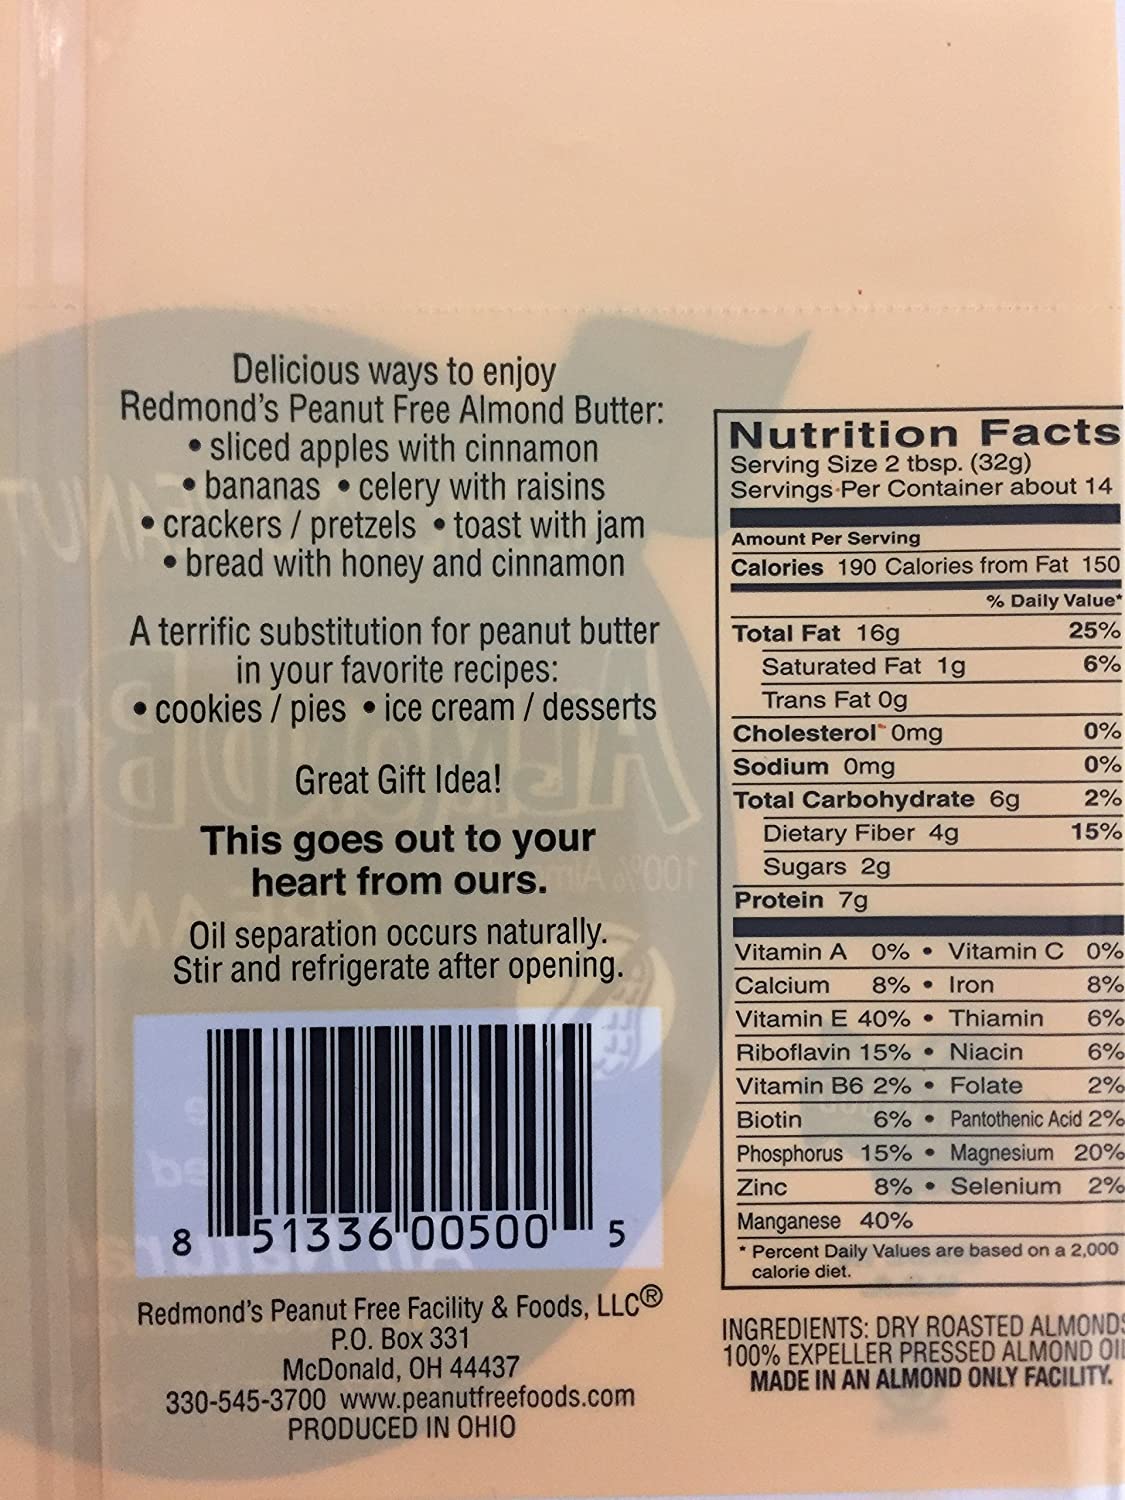 Delicious ways to enjoy
Redmond's Peanut Free Almond Butter:
• sliced apples with cinnamon
• bananas • celery with raisins
• crackers / pretzels • toast with jam
• bread with honey and cinnamon
A terrific substitution for peanut butter
in your favorite recipes:
• cookies / pies • ice cream / desserts
Great Gift Idea!
This goes out to your
heart from ours.
Oil separation occurs naturally.
Stir and refrigerate after opening.
8 51336 00500 5
Redmond's Peanut Free Facility & Foods, LLC®
P.O. Box 331
McDonald, OH 44437
330-545-3700 www.peanutfreefoods.com
PRODUCED IN OHIO
Nutrition Facts
Serving Size 2 tbsp. (32g)
Servings Per Container about 14
Amount Per Serving
Calories 190 Calories from Fat 150
% Daily Value*
Total Fat 16g 25%
Saturated Fat 1g 6%
Trans Fat 0g
Cholesterol 0mg 0%
Sodium 0mg 0%
Total Carbohydrate 6g 2%
Dietary Fiber 4g 15%
Sugars 2g
Protein 7g
Vitamin A 0% • Vitamin C 0%
Calcium 8% • Iron 8%
Vitamin E 40% • Thiamin 6%
Riboflavin 15% • Niacin 6%
Vitamin B6 2% • Folate 2%
Biotin 6% • Pantothenic Acid 2%
Phosphorus 15% • Magnesium 20%
Zinc 8% • Selenium 2%
Manganese 40%
* Percent Daily Values are based on a 2,000
calorie diet.
INGREDIENTS: DRY ROASTED ALMONDS
100% EXPELLER PRESSED ALMOND OIL
MADE IN AN ALMOND ONLY FACILITY.